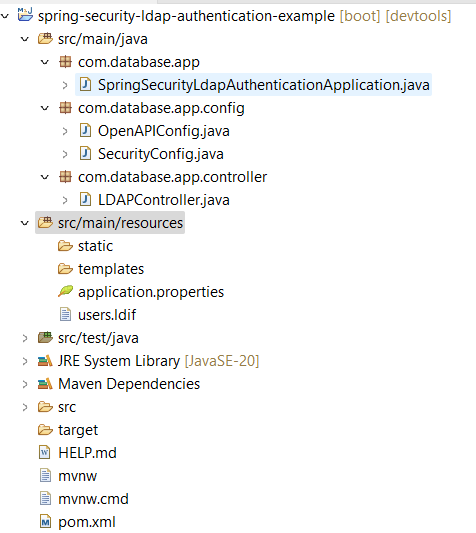 spring-security-ldap-authentication-example [boot] [devtools]
src/main/java
com.database.app
SpringSecurityLdapAuthenticationApplication.java
com.database.app.config
OpenAPIConfig.java
SecurityConfig.java
com.database.app.controller
LDAPController.java
src/main/resources
static
templates
application.properties
users.ldif
src/test/java
JRE System Library [JavaSE-20]
Maven Dependencies
src
target
HELP.md
mvnw
mvnw.cmd
pom.xml